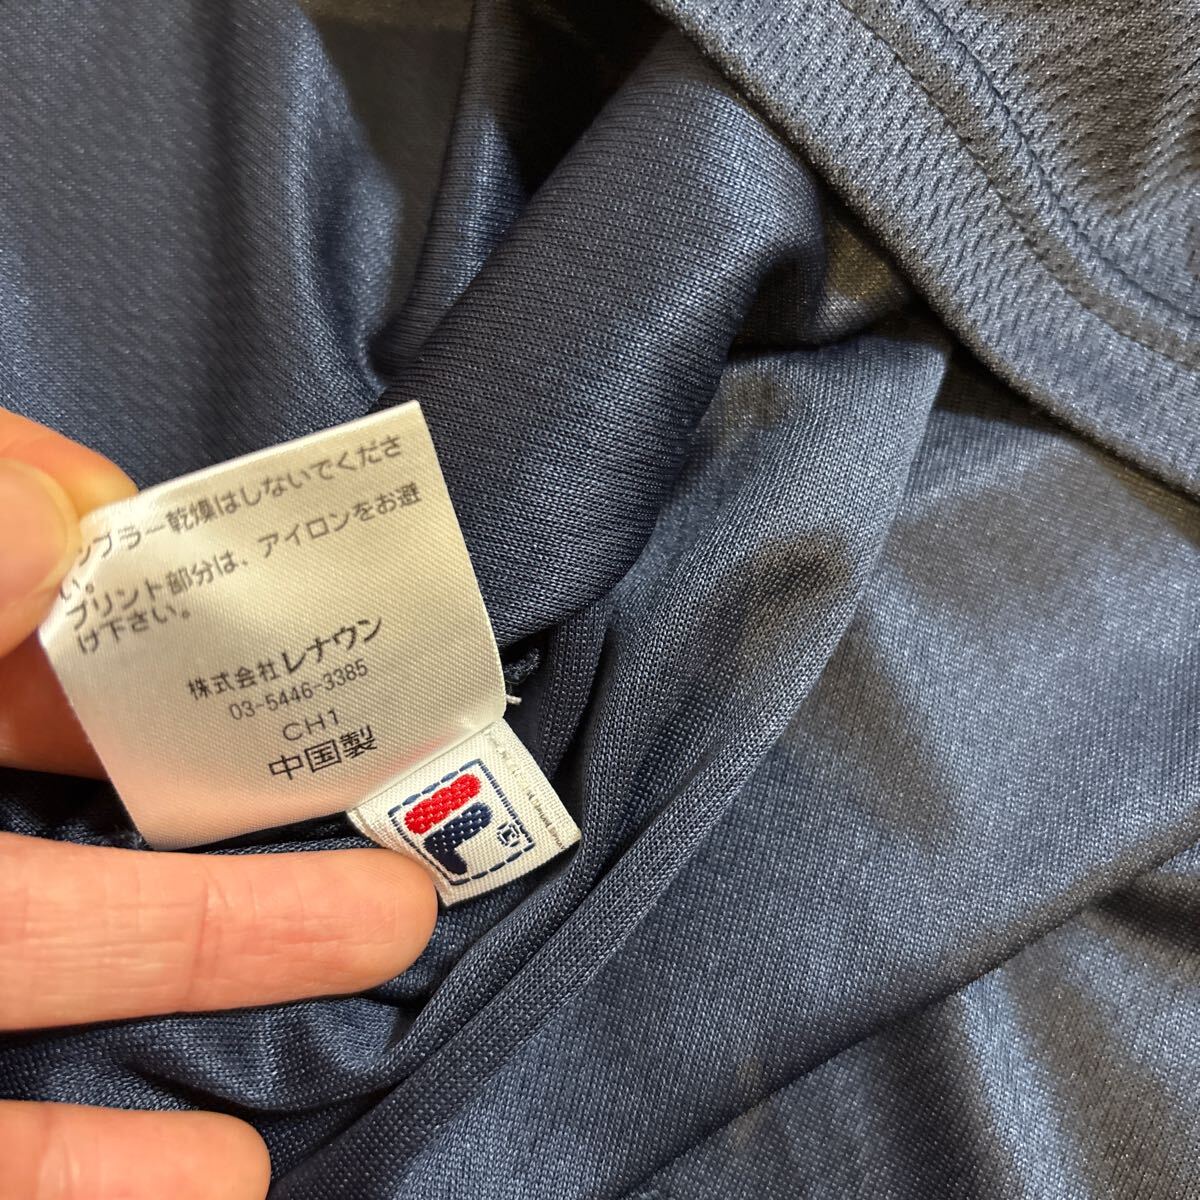 ンブラー乾燥はしないでくださ
い。
プリント部分は、アイロンをお避
け下さい。
株式会社レナウン
03-5446-3385
CH1
中国製